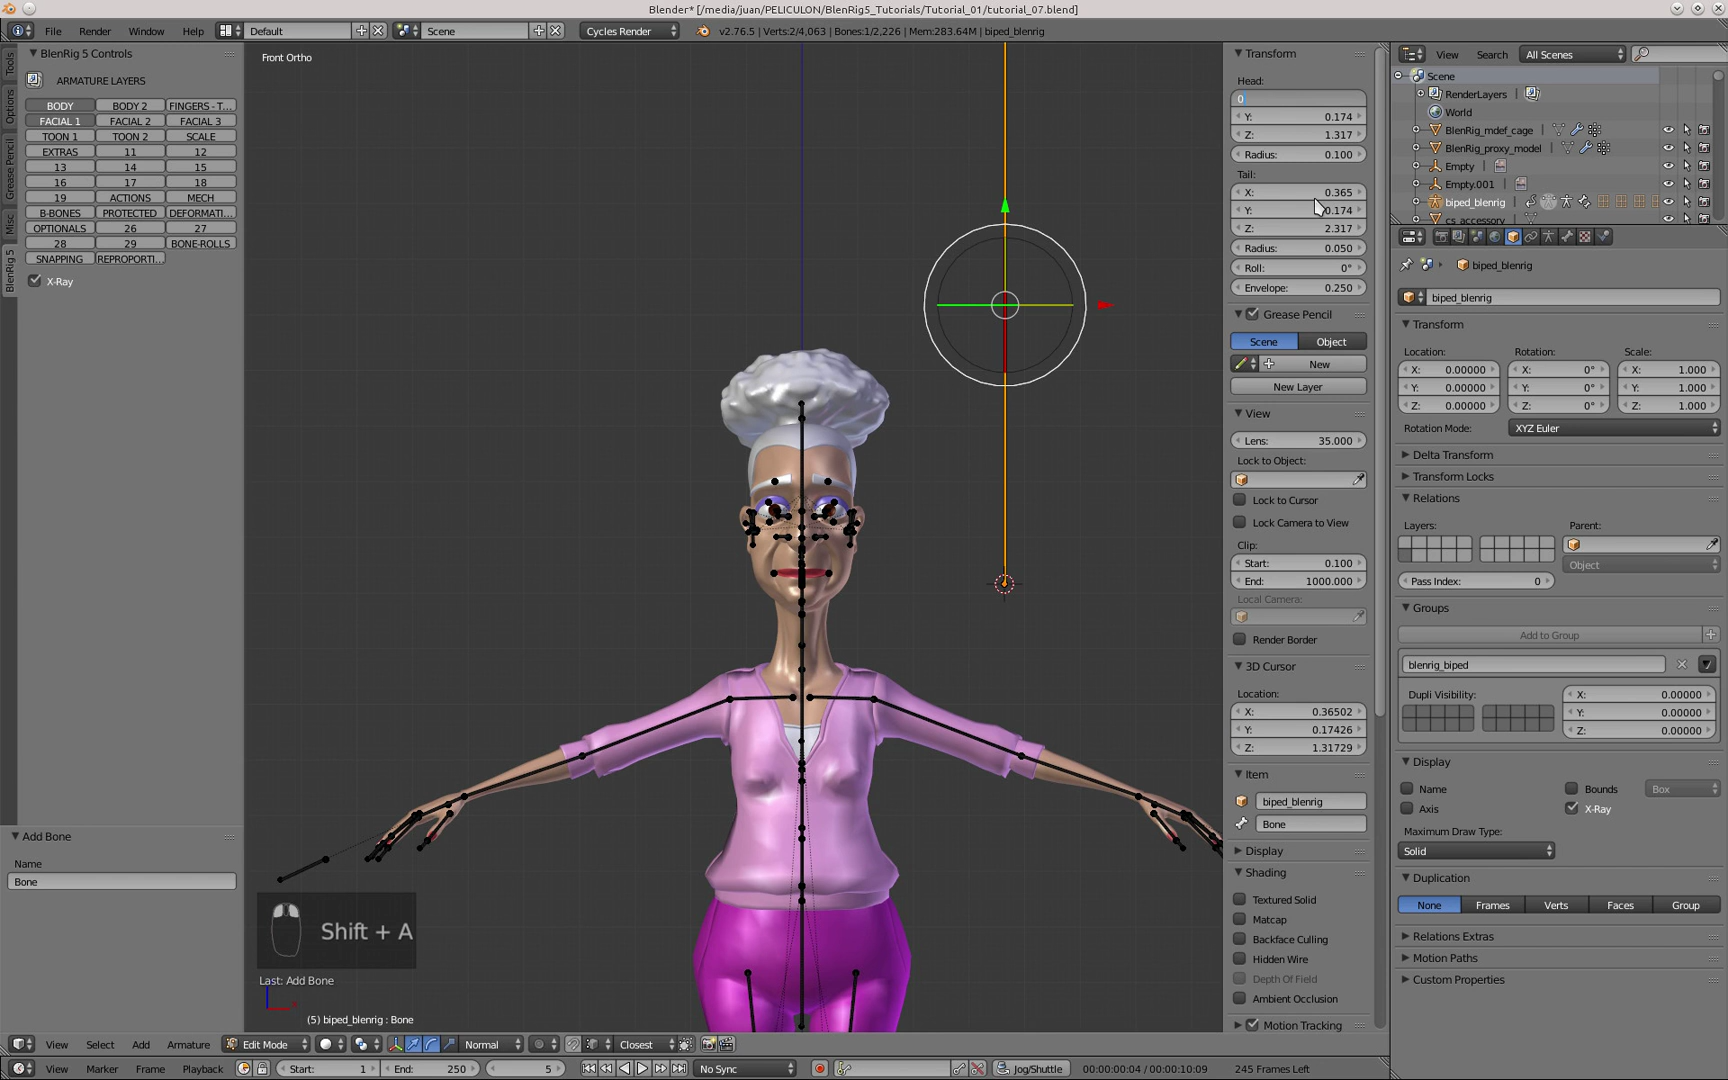 Blender* [/media/juan/PELICULON/BlenRig5_Tutorials/Tutorial_01/tutorial_07.blend]
File Render Window Help Default Scene Cycles Render v2.76.5 | Verts:2/4,063 | Bones:1/2,226 | Mem:283.64M | biped_blenrig
Tools
Options
Grease Pencil
Misc
BlenRig 5
BlenRig 5 Controls
ARMATURE LAYERS
BODY BODY 2 FINGERS - T...
FACIAL 1 FACIAL 2 FACIAL 3
TOON 1 TOON 2 SCALE
EXTRAS 11 12
13 14 15
16 17 18
19 ACTIONS MECH
B-BONES PROTECTED DEFORMATI...
OPTIONALS 26 27
28 29 BONE-ROLLS
SNAPPING REPROPORTI...
X-Ray
Add Bone
Name
Bone
Front Ortho
Shift + A
Last: Add Bone
(5) biped_blenrig : Bone
Transform
Head:
0
Y: 0.174
Z: 1.317
Radius: 0.100
Tail:
X: 0.365
Y: 0.174
Z: 2.317
Radius: 0.050
Roll: 0°
Envelope: 0.250
Grease Pencil
Scene Object
New
New Layer
View
Lens: 35.000
Lock to Object:
Lock to Cursor
Lock Camera to View
Clip:
Start: 0.100
End: 1000.000
Local Camera:
Render Border
3D Cursor
Location:
X: 0.36502
Y: 0.17426
Z: 1.31729
Item
biped_blenrig
Bone
Display
Shading
Textured Solid
Matcap
Backface Culling
Hidden Wire
Depth Of Field
Ambient Occlusion
Motion Tracking
View Search All Scenes
Scene
RenderLayers
World
BlenRig_mdef_cage
BlenRig_proxy_model
Empty
Empty.001
biped_blenrig
cs_accessory
biped_blenrig
biped_blenrig
Transform
Location: Rotation: Scale:
X: 0.00000 X: 0° X: 1.000
Y: 0.00000 Y: 0° Y: 1.000
Z: 0.00000 Z: 0° Z: 1.000
Rotation Mode: XYZ Euler
Delta Transform
Transform Locks
Relations
Layers: Parent:
Object
Pass Index: 0
Groups
Add to Group
blenrig_biped
Dupli Visibility: X: 0.00000
Y: 0.00000
Z: 0.00000
Display
Name Bounds Box
Axis X-Ray
Maximum Draw Type:
Solid
Duplication
None Frames Verts Faces Group
Relations Extras
Motion Paths
Custom Properties
View Select Add Armature Edit Mode Normal Closest
View Marker Frame Playback Start: 1 End: 250 5 No Sync Jog/Shuttle 00:00:00:04 / 00:00:10:09 245 Frames Left